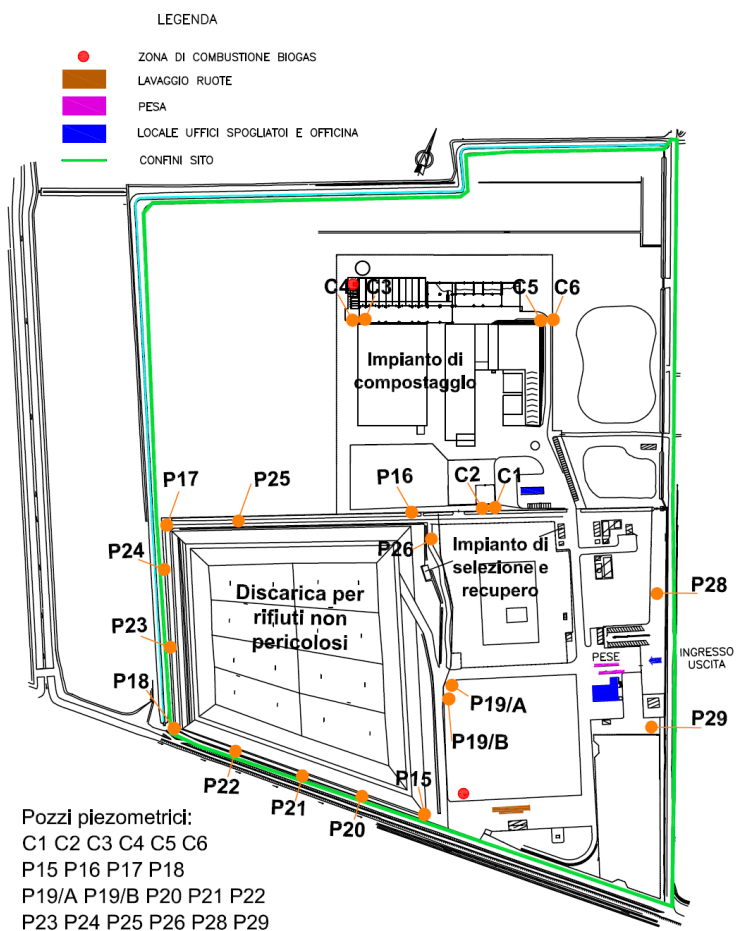 LEGENDA
ZONA DI COMBUSTIONE BIOGAS
LAVAGGIO RUOTE
PESA
LOCALE UFFICI SPOGLIATOI E OFFICINA
CONFINI SITO
C4
C3
C5
C6
Impianto di
compostaggio
P17
P25
P16
C2
C1
P24
P26
Impianto di
selezione e
recupero
Discarica per
rifiuti non
pericolosi
P28
P23
PESE
INGRESSO
USCITA
P18
P19/A
P19/B
P29
P22
P21
P20
P15
Pozzi piezometrici:
C1 C2 C3 C4 C5 C6
P15 P16 P17 P18
P19/A P19/B P20 P21 P22
P23 P24 P25 P26 P28 P29